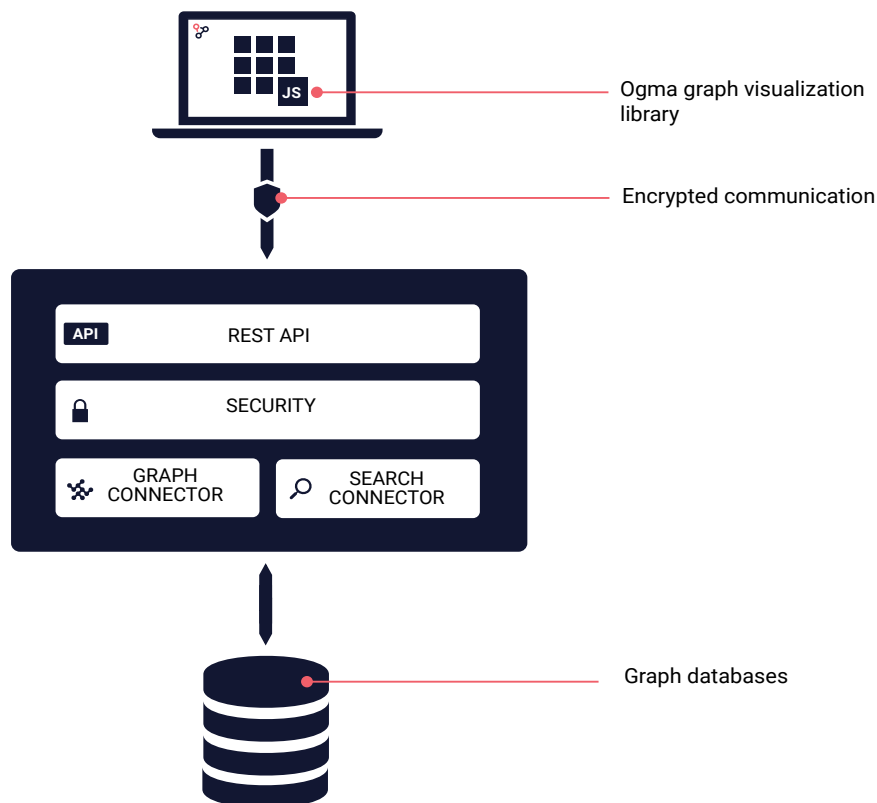 JS
Ogma graph visualization
library
Encrypted communication
API
REST API
SECURITY
GRAPH
CONNECTOR
SEARCH
CONNECTOR
Graph databases